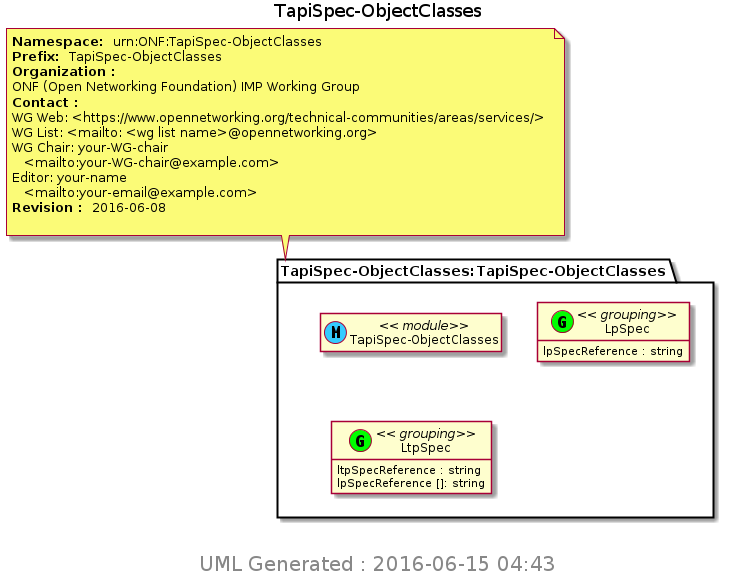 TapiSpec-ObjectClasses
Namespace: urn:ONF:TapiSpec-ObjectClasses
Prefix: TapiSpec-ObjectClasses
Organization :
ONF (Open Networking Foundation) IMP Working Group
Contact :
WG Web: <https://www.opennetworking.org/technical-communities/areas/services/>
WG List: <mailto: <wg list name>@opennetworking.org>
WG Chair: your-WG-chair
<mailto:your-WG-chair@example.com>
Editor: your-name
<mailto:your-email@example.com>
Revision : 2016-06-08
TapiSpec-ObjectClasses:TapiSpec-ObjectClasses
M << module>>
TapiSpec-ObjectClasses
G << grouping>>
LpSpec
lpSpecReference : string
G << grouping>>
LtpSpec
ltpSpecReference : string
lpSpecReference []: string
UML Generated : 2016-06-15 04:43